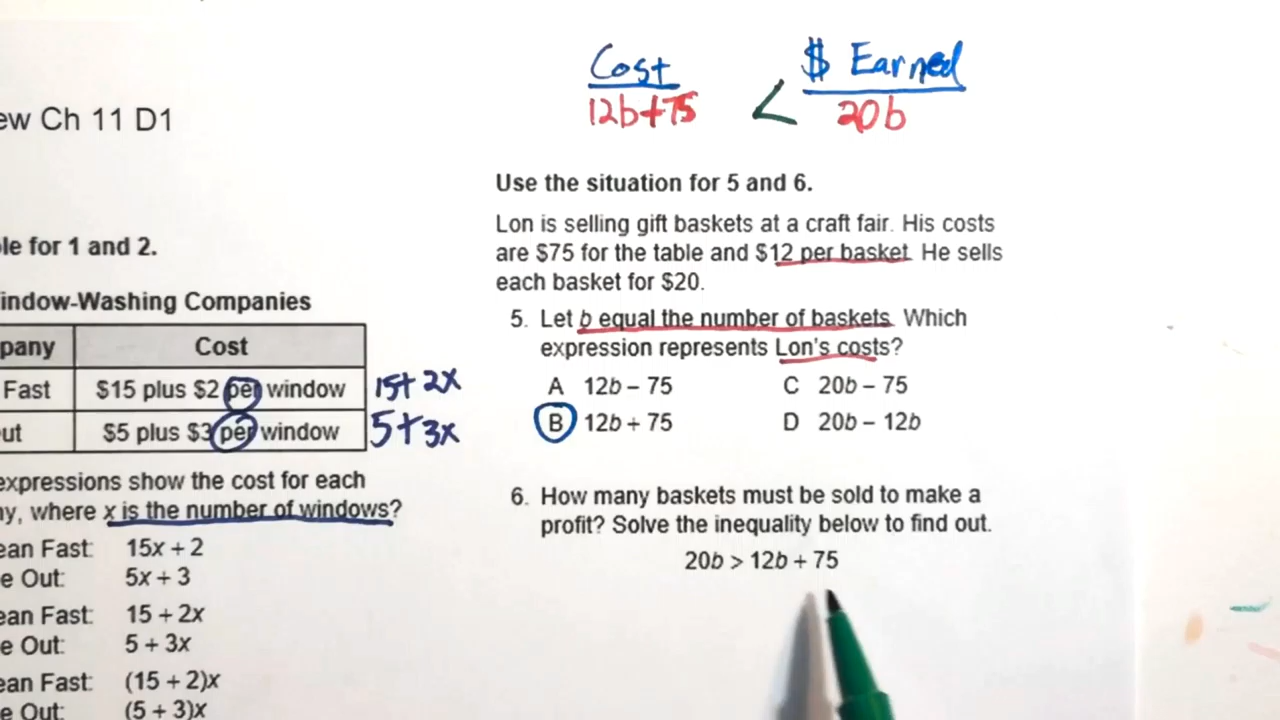 Cost $ Earned
12b+75 < 20b
ew Ch 11 D1
le for 1 and 2.
indow-Washing Companies
pany Cost
Fast $15 plus $2 per window 15+2x
ut $5 plus $3 per window 5+3x
expressions show the cost for each
y, where x is the number of windows?
ean Fast: 15x + 2
e Out: 5x + 3
ean Fast: 15 + 2x
e Out: 5 + 3x
ean Fast: (15 + 2)x
e Out: (5 + 3)x
Use the situation for 5 and 6.
Lon is selling gift baskets at a craft fair. His costs
are $75 for the table and $12 per basket. He sells
each basket for $20.
5. Let b equal the number of baskets. Which
expression represents Lon's costs?
A 12b – 75 C 20b – 75
B 12b + 75 D 20b – 12b
6. How many baskets must be sold to make a
profit? Solve the inequality below to find out.
20b > 12b + 75